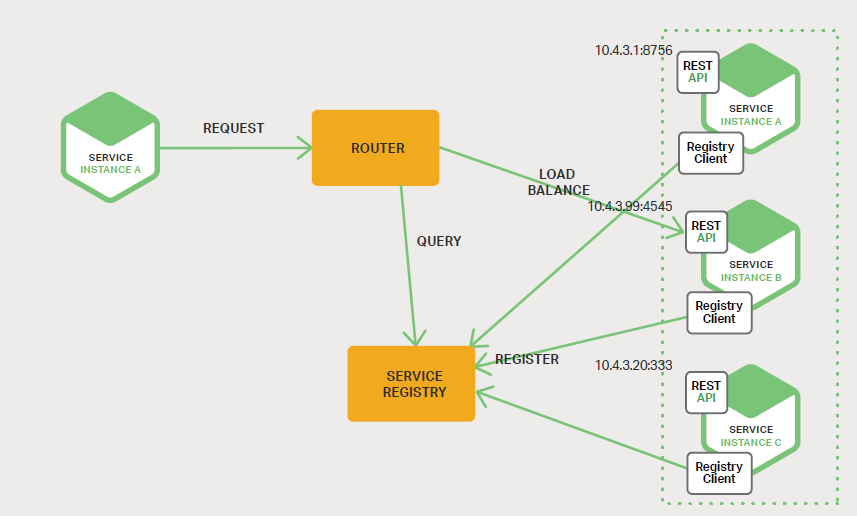 SERVICE
INSTANCE A
REQUEST
ROUTER
QUERY
LOAD
BALANCE
SERVICE
REGISTRY
REGISTER
10.4.3.1:8756
REST
API
SERVICE
INSTANCE A
Registry
Client
10.4.3.99:4545
REST
API
SERVICE
INSTANCE B
Registry
Client
10.4.3.20:333
REST
API
SERVICE
INSTANCE C
Registry
Client